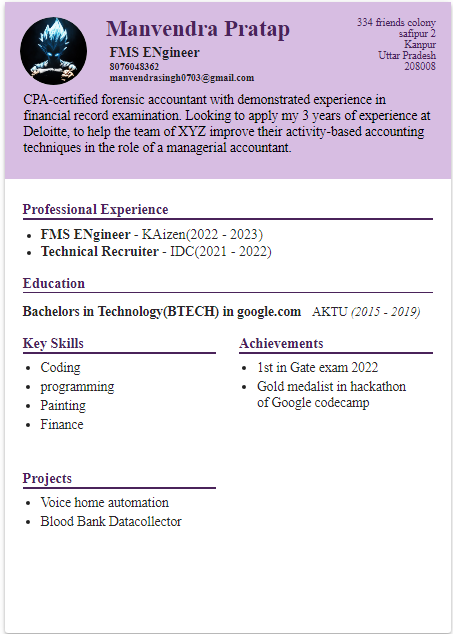 Manvendra Pratap
FMS ENgineer
8076048362
manvendrasingh0703@gmail.com
334 friends colony
safipur 2
Kanpur
Uttar Pradesh
208008
CPA-certified forensic accountant with demonstrated experience in
financial record examination. Looking to apply my 3 years of experience at
Deloitte, to help the team of XYZ improve their activity-based accounting
techniques in the role of a managerial accountant.
Professional Experience
FMS ENgineer - KAizen(2022 - 2023)
Technical Recruiter - IDC(2021 - 2022)
Education
Bachelors in Technology(BTECH) in google.com AKTU (2015 - 2019)
Key Skills
Coding
programming
Painting
Finance
Achievements
1st in Gate exam 2022
Gold medalist in hackathon
of Google codecamp
Projects
Voice home automation
Blood Bank Datacollector